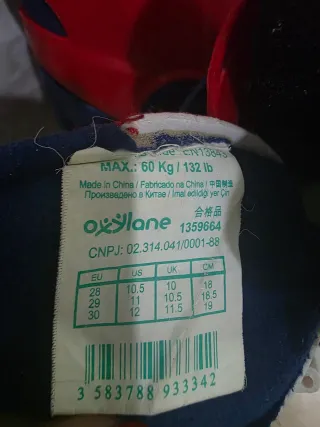 EN13843
MAX.: 60 Kg / 132 lb
Made in China / Fabricado na China / 中国制造
Произведено в Китае / Imal edildiği yer Çin
oxylane
合格品
1359664
CNPJ: 02.314.041/0001-88
EU US UK CM
28 10.5 10 18
29 11 10.5 18.5
30 12 11.5 19
3 583788 933342